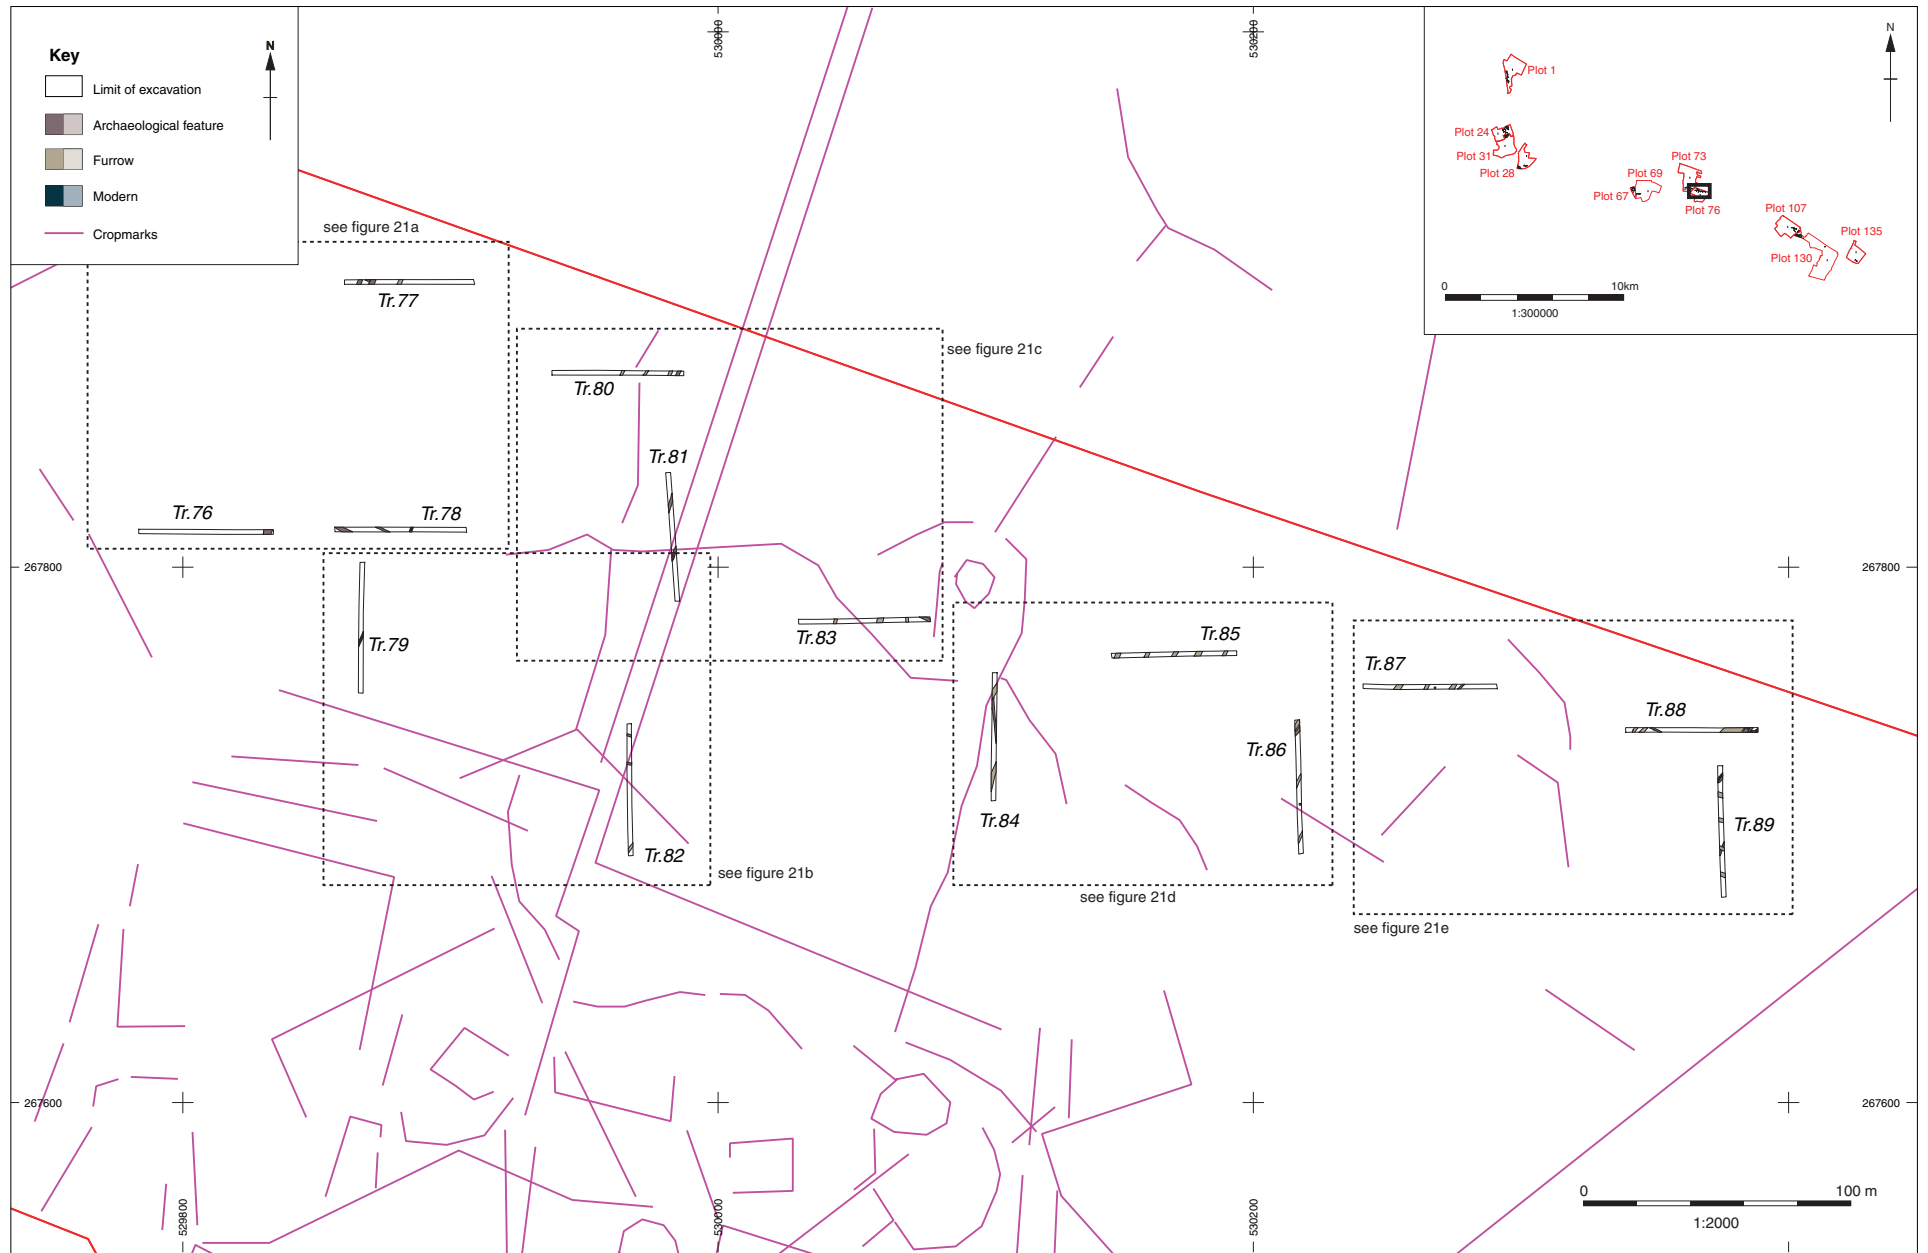 Key
N
Limit of excavation
Archaeological feature
Furrow
Modern
Cropmarks
530000
530200
N
Plot 1
Plot 24
Plot 31
Plot 28
Plot 73
Plot 69
Plot 67
Plot 76
Plot 107
Plot 135
Plot 130
0 10km
1:300000
see figure 21a
Tr.77
see figure 21c
Tr.80
Tr.81
Tr.76
Tr.78
267800
267800
Tr.79
Tr.83
Tr.85
Tr.87
Tr.88
Tr.86
Tr.84
Tr.82
Tr.89
see figure 21b
see figure 21d
see figure 21e
267600
267600
0 100 m
1:2000
529800
530000
530200